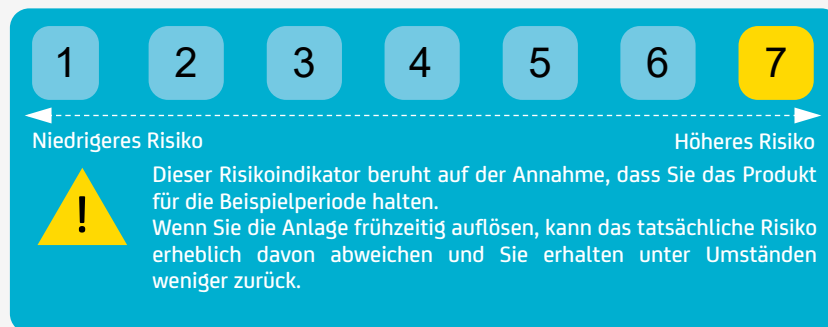 1 2 3 4 5 6 7
Niedrigeres Risiko Höheres Risiko
Dieser Risikoindikator beruht auf der Annahme, dass Sie das Produkt
für die Beispielperiode halten.
!
Wenn Sie die Anlage frühzeitig auflösen, kann das tatsächliche Risiko
erheblich davon abweichen und Sie erhalten unter Umständen
weniger zurück.